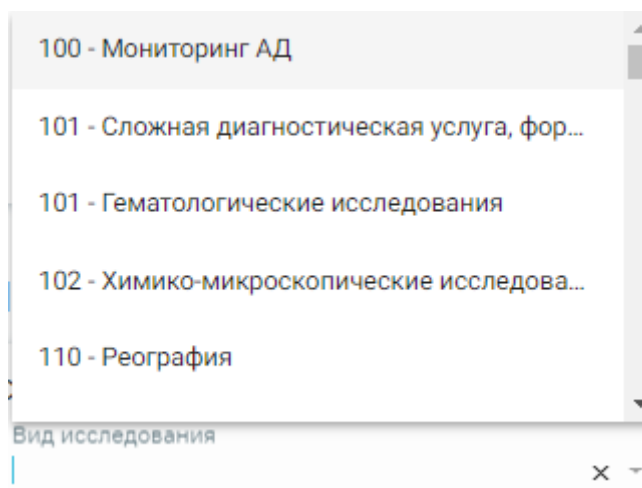 100 - Мониторинг АД
101 - Сложная диагностическая услуга, фор...
101 - Гематологические исследования
102 - Химико-микроскопические исследова...
110 - Реография
Вид исследования